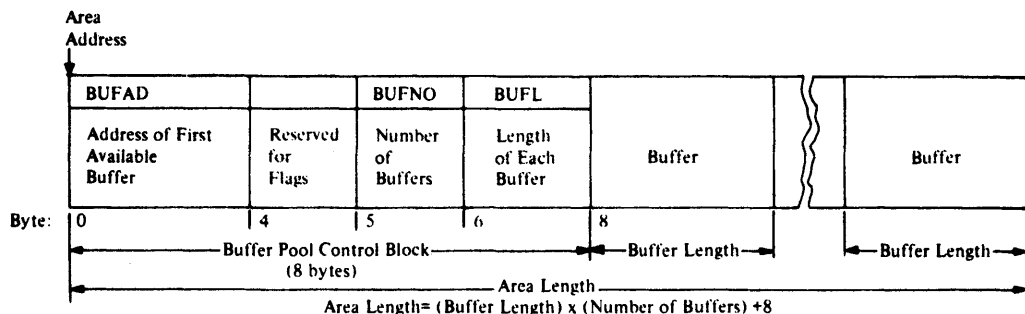 Area
Address
BUFAD BUFNO BUFL
Address of First Reserved Number Length
Available for of of Each Buffer Buffer
Buffer Flags Buffers Buffer
Byte: 0 4 5 6 8
Buffer Pool Control Block Buffer Length Buffer Length
(8 bytes)
Area Length
Area Length= (Buffer Length) x (Number of Buffers) +8